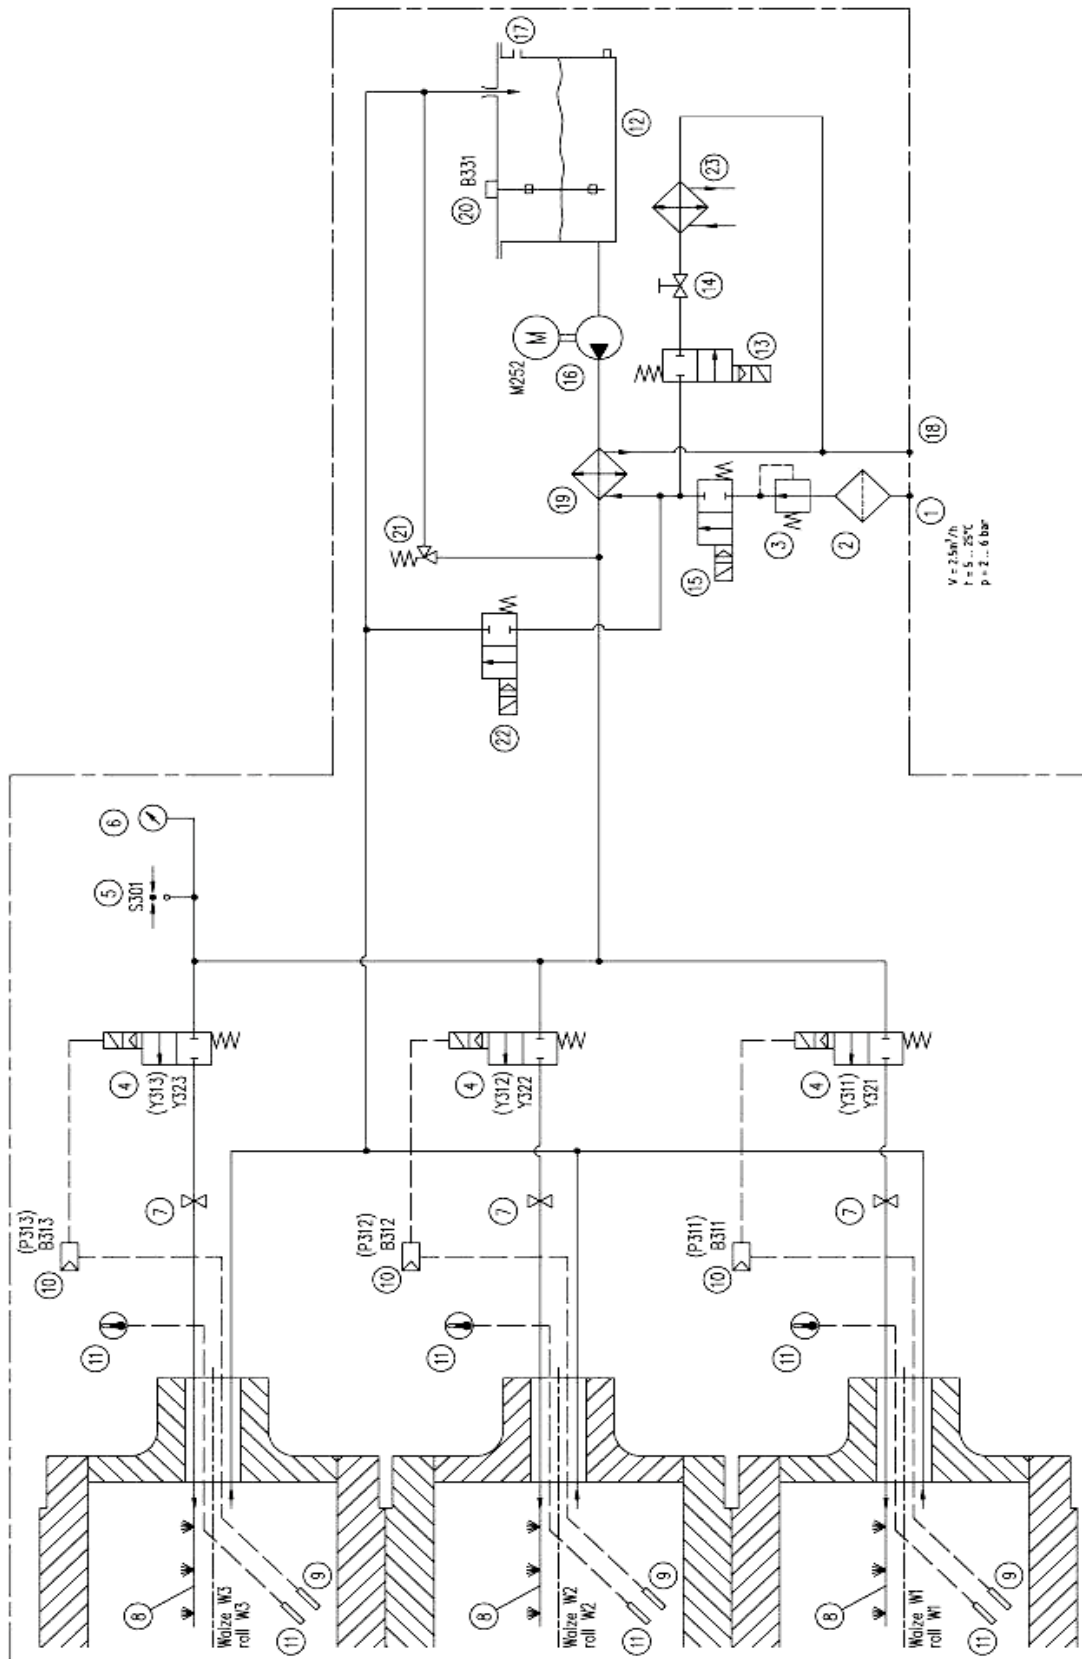 17
12
B331
20
23
14
M
M252
16
13
18
19
21
15
3
2
1
V = 2.5m³/h
t = 5 ... 25°C
p = 2 ... 6 bar
22
6
5
S301
4
(Y313)
Y323
4
(Y312)
Y322
4
(Y311)
Y321
7
7
7
(P313)
B313
10
(P312)
B312
10
(P311)
B311
10
11
11
11
8
Walze W3
roll W3
9
11
8
Walze W2
roll W2
9
11
8
Walze W1
roll W1
9
11